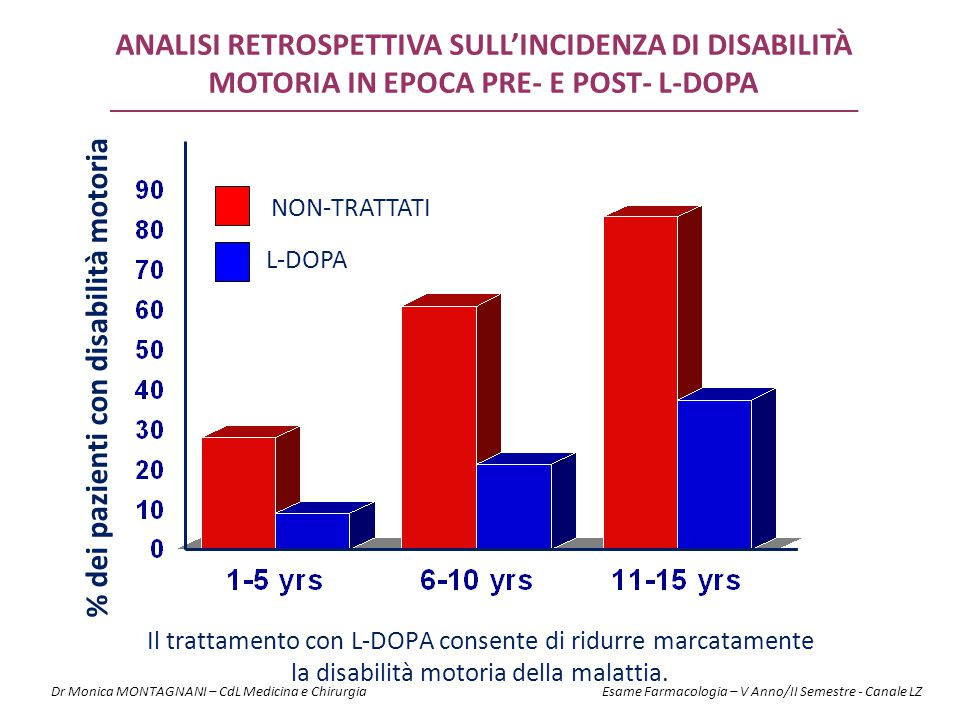 ANALISI RETROSPETTIVA SULL’INCIDENZA DI DISABILITÀ
MOTORIA IN EPOCA PRE- E POST- L-DOPA
% dei pazienti con disabilità motoria
90
80
70
60
50
40
30
20
10
0
NON-TRATTATI
L-DOPA
1-5 yrs
6-10 yrs
11-15 yrs
Il trattamento con L-DOPA consente di ridurre marcatamente
la disabilità motoria della malattia.
Dr Monica MONTAGNANI – CdL Medicina e Chirurgia
Esame Farmacologia – V Anno/II Semestre - Canale LZ